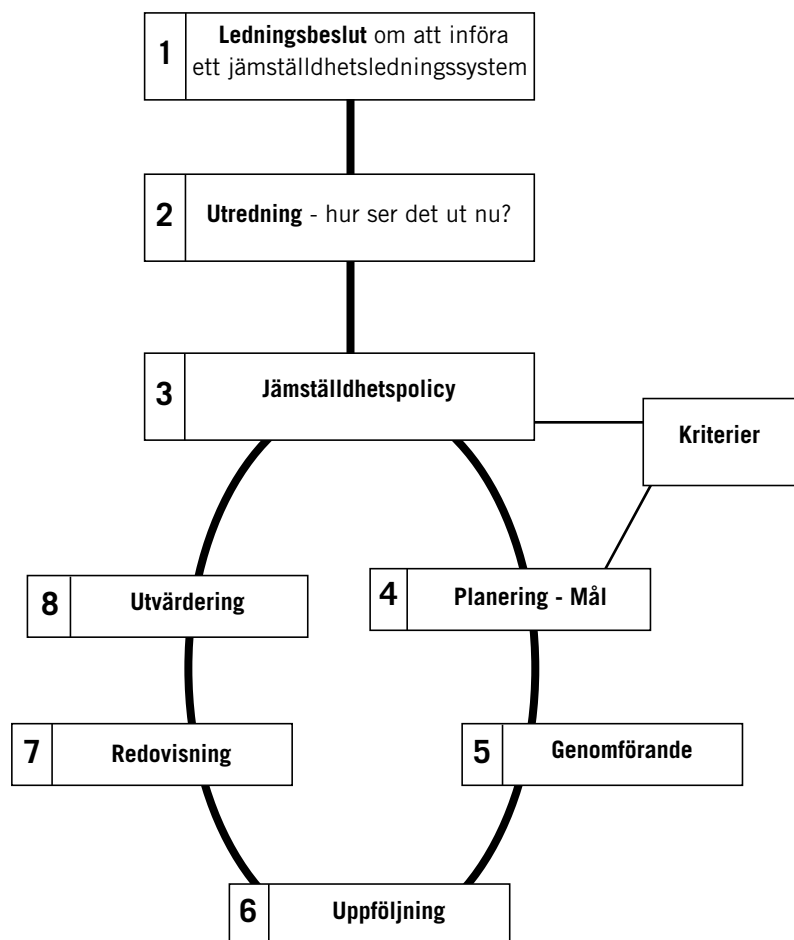 1
Ledningsbeslut om att införa
ett jämställdhetsledningssystem
2
Utredning - hur ser det ut nu?
3
Jämställdhetspolicy
Kriterier
4
Planering - Mål
5
Genomförande
6
Uppföljning
7
Redovisning
8
Utvärdering